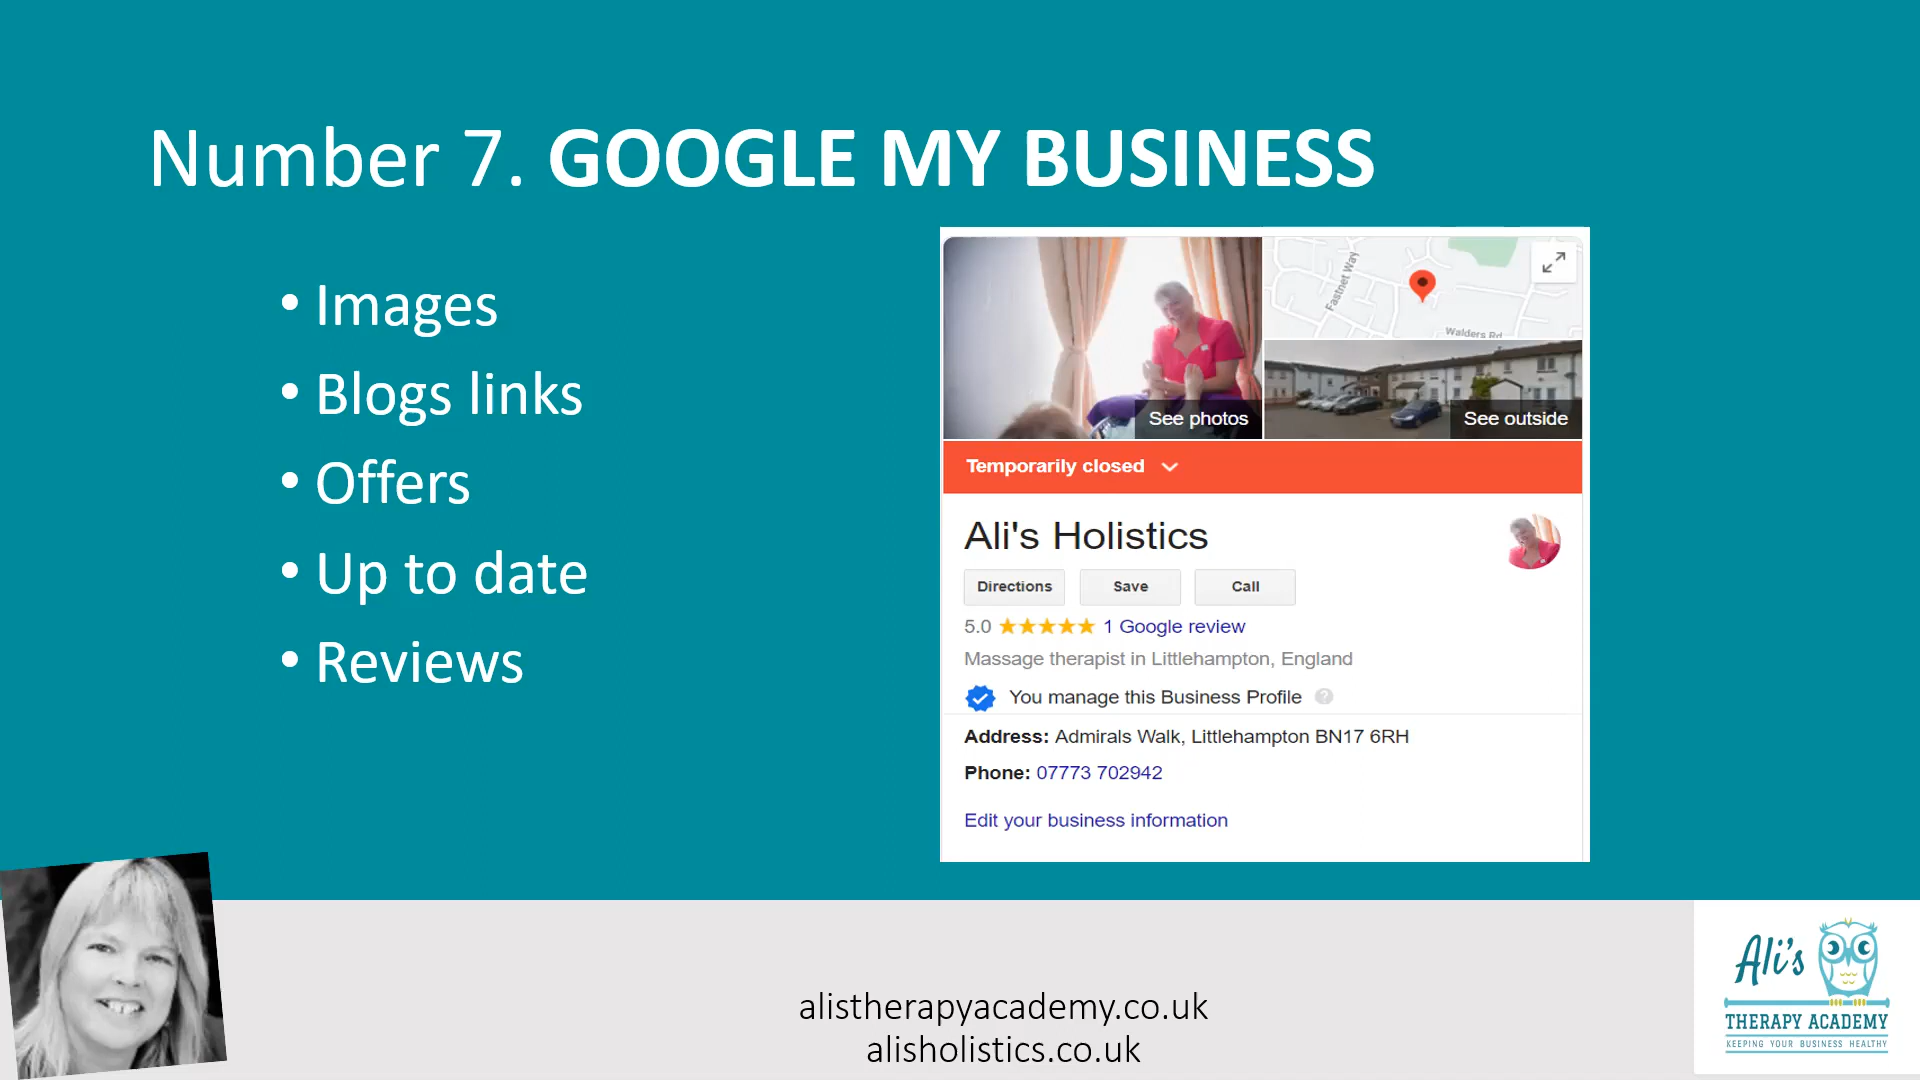 Number 7. GOOGLE MY BUSINESS
• Images
• Blogs links
• Offers
• Up to date
• Reviews
Fastnet Way
Walders Rd
See photos
See outside
Temporarily closed
Ali's Holistics
Directions
Save
Call
5.0 ★★★★★ 1 Google review
Massage therapist in Littlehampton, England
You manage this Business Profile ?
Address: Admirals Walk, Littlehampton BN17 6RH
Phone: 07773 702942
Edit your business information
alistherapyacademy.co.uk
alisholistics.co.uk
Ali's
THERAPY ACADEMY
KEEPING YOUR BUSINESS HEALTHY